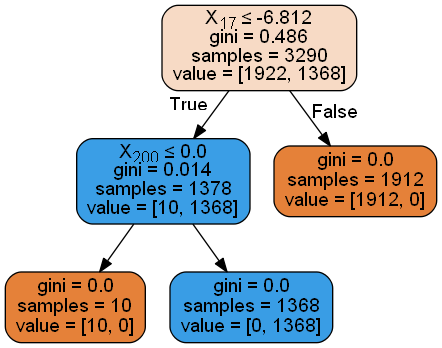 X17 ≤ -6.812
gini = 0.486
samples = 3290
value = [1922, 1368]
True
False
X200 ≤ 0.0
gini = 0.014
samples = 1378
value = [10, 1368]
gini = 0.0
samples = 1912
value = [1912, 0]
gini = 0.0
samples = 10
value = [10, 0]
gini = 0.0
samples = 1368
value = [0, 1368]